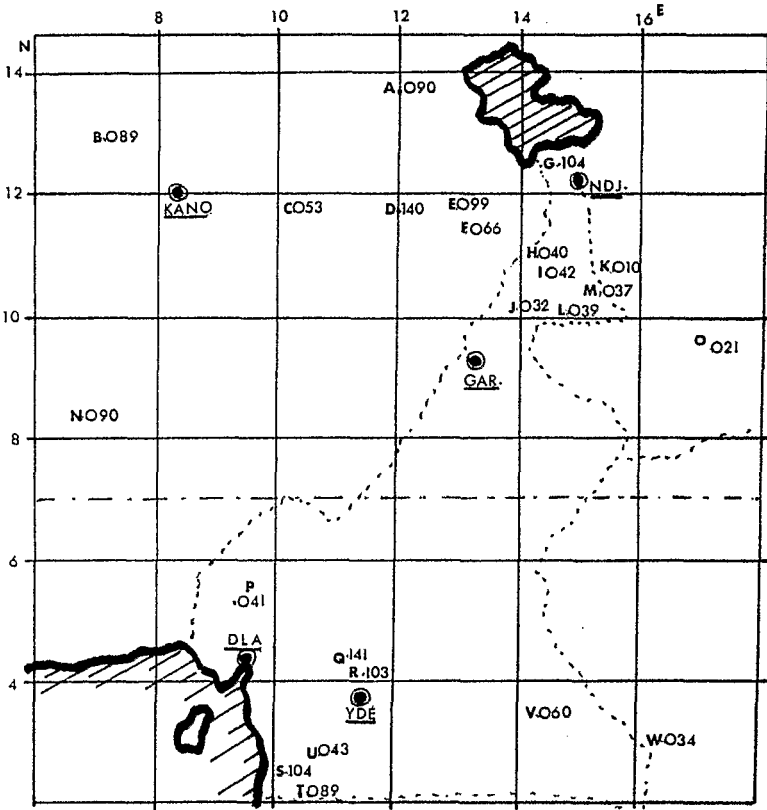 8 10 12 14 16 E
N
14
A.O90
B.O89
G.104
12
KANO
NDJ.
C.O53
D.140
E.O99
E.O66
H.O40
I.O42
K.O10
M.O37
J.O32
L.O39
10
O.O21
GAR.
N.O90
8
6
P
.O41
DLA
Q.141
R.103
4
YDÉ
V.O60
W.O34
U.O43
S.104
T.O89